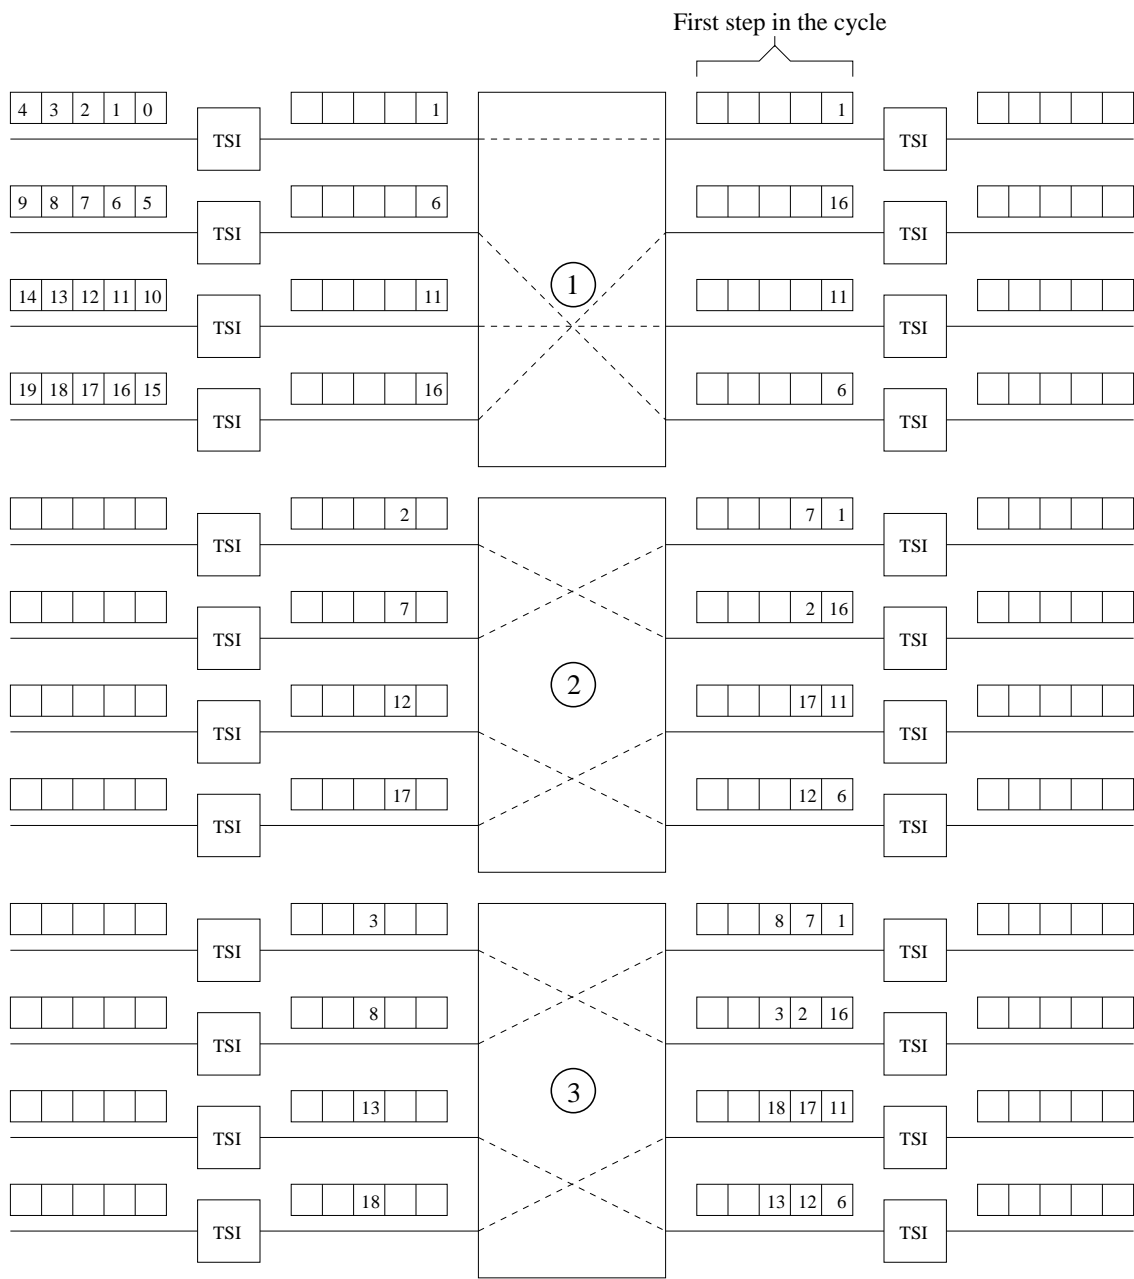 First step in the cycle
4 3 2 1 0 1 1
TSI TSI
9 8 7 6 5 6 16
TSI TSI
1
14 13 12 11 10 11 11
TSI TSI
19 18 17 16 15 16 6
TSI TSI
2 7 1
TSI TSI
7 2 16
TSI TSI
2
12 17 11
TSI TSI
17 12 6
TSI TSI
3 8 7 1
TSI TSI
8 3 2 16
TSI TSI
3
13 18 17 11
TSI TSI
18 13 12 6
TSI TSI